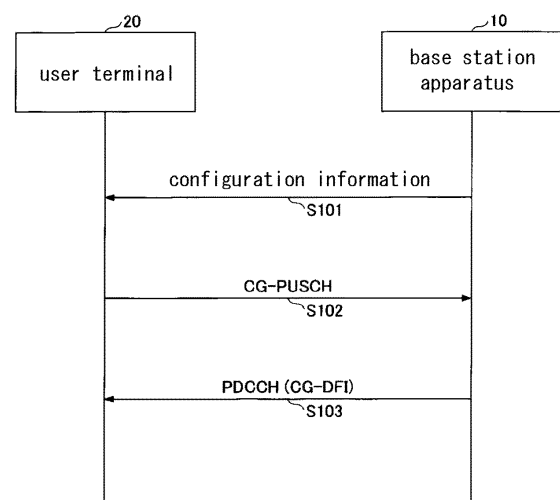 20
10
user terminal
base station
apparatus
configuration information
S101
CG-PUSCH
S102
PDCCH (CG-DFI)
S103